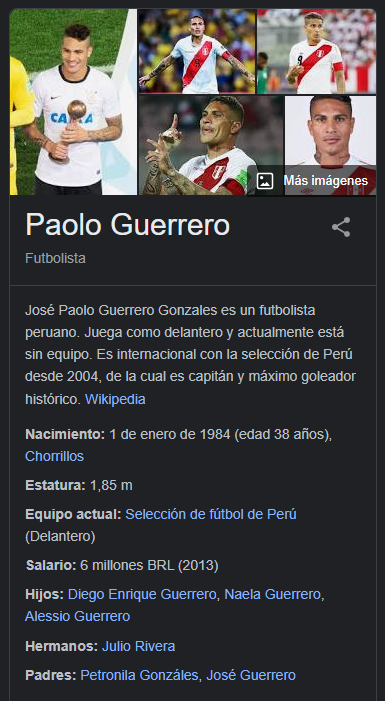 CAIXA
9
Más imágenes
Paolo Guerrero
Futbolista
José Paolo Guerrero Gonzales es un futbolista
peruano. Juega como delantero y actualmente está
sin equipo. Es internacional con la selección de Perú
desde 2004, de la cual es capitán y máximo goleador
histórico. Wikipedia
Nacimiento: 1 de enero de 1984 (edad 38 años),
Chorrillos
Estatura: 1,85 m
Equipo actual: Selección de fútbol de Perú
(Delantero)
Salario: 6 millones BRL (2013)
Hijos: Diego Enrique Guerrero, Naela Guerrero,
Alessio Guerrero
Hermanos: Julio Rivera
Padres: Petronila Gonzáles, José Guerrero